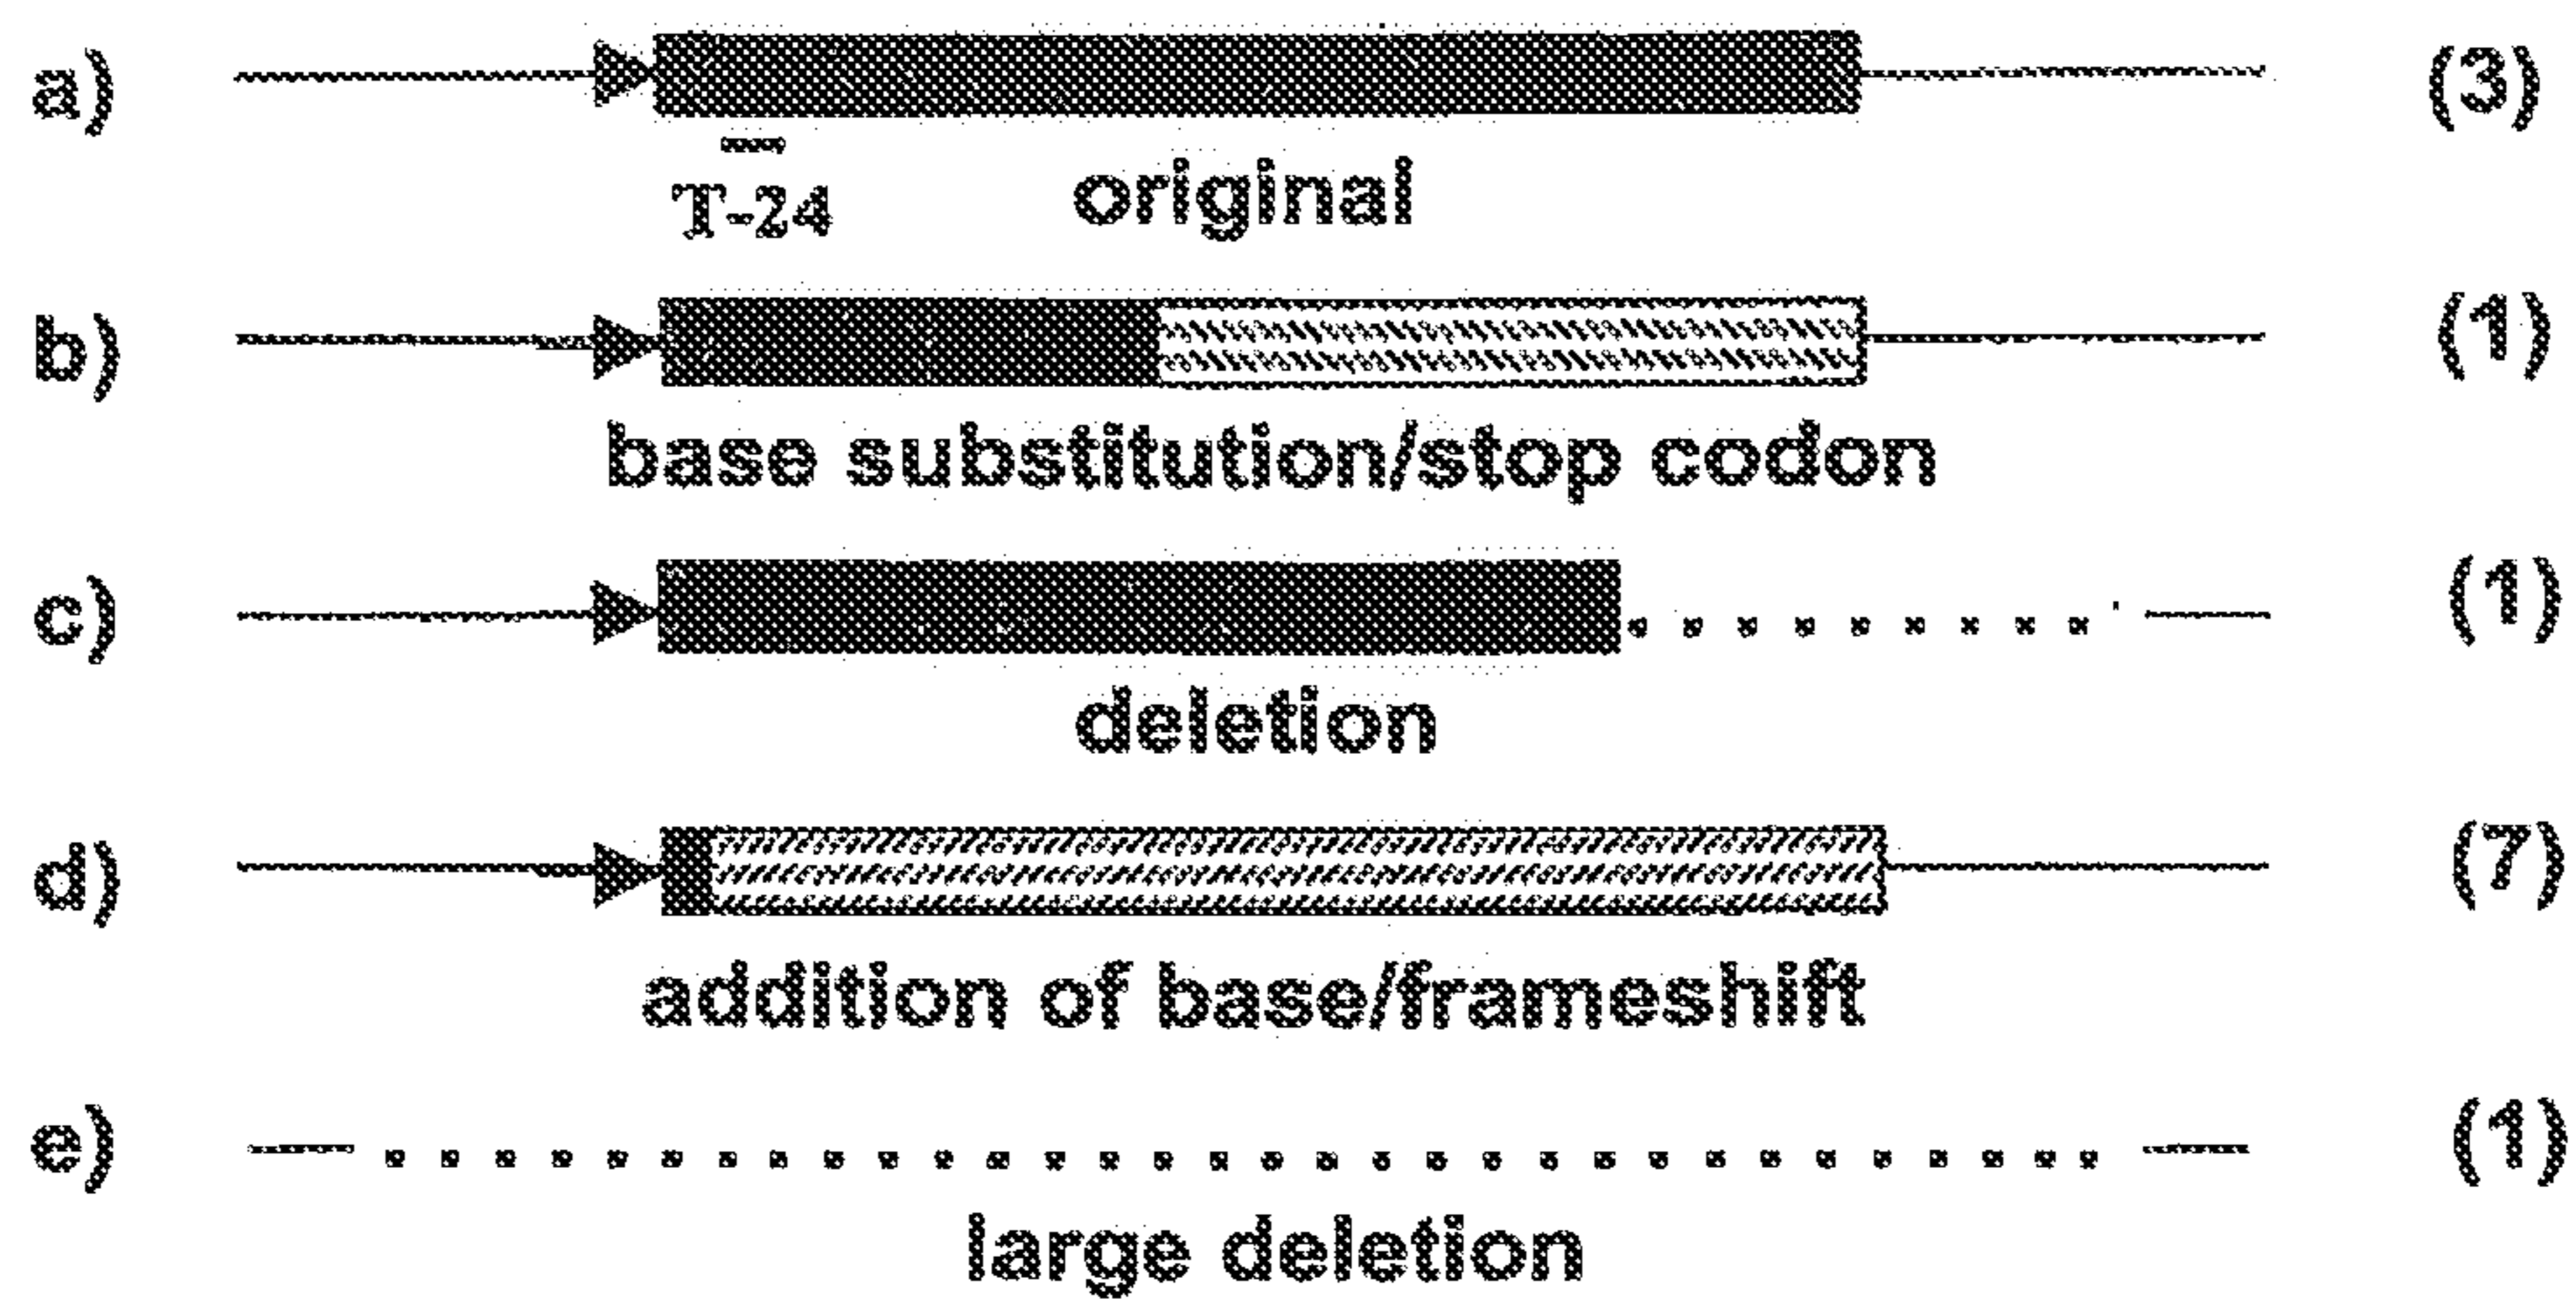 a) (3)
T-24 original
b) (1)
base substitution/stop codon
c) (1)
deletion
d) (7)
addition of base/frameshift
e) (1)
large deletion